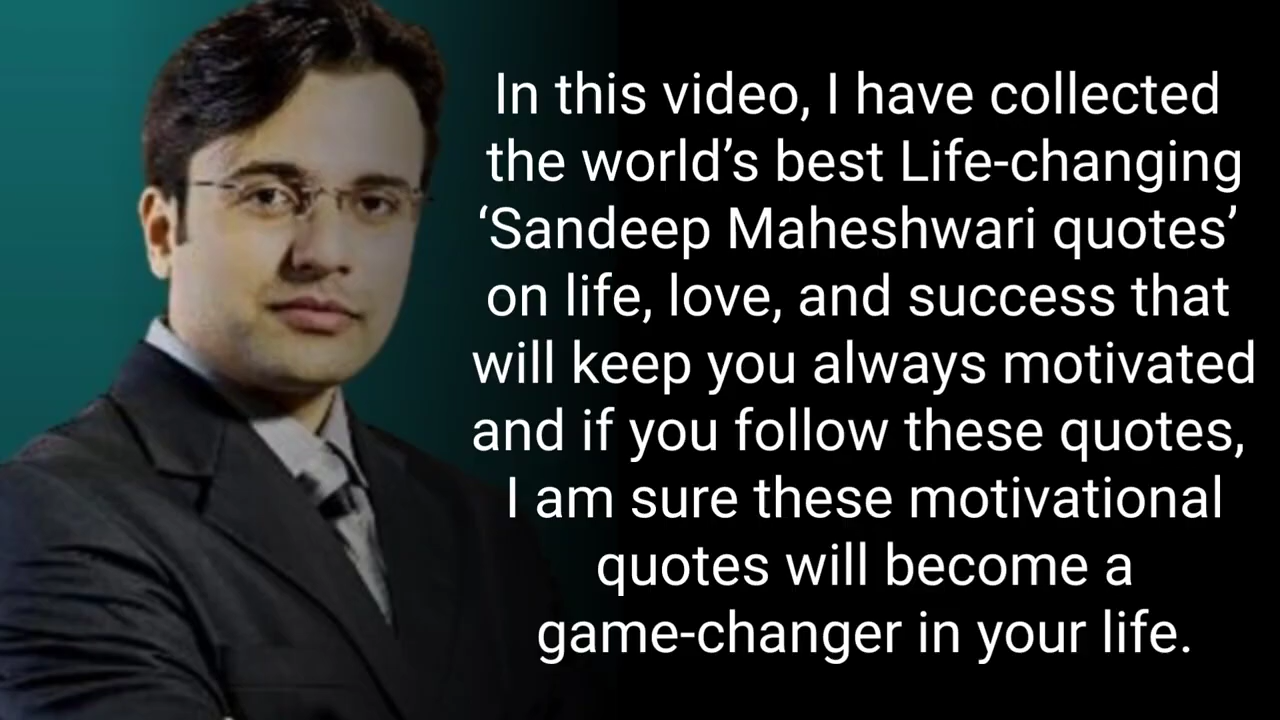 In this video, I have collected
the world’s best Life-changing
‘Sandeep Maheshwari quotes’
on life, love, and success that
will keep you always motivated
and if you follow these quotes,
I am sure these motivational
quotes will become a
game-changer in your life.